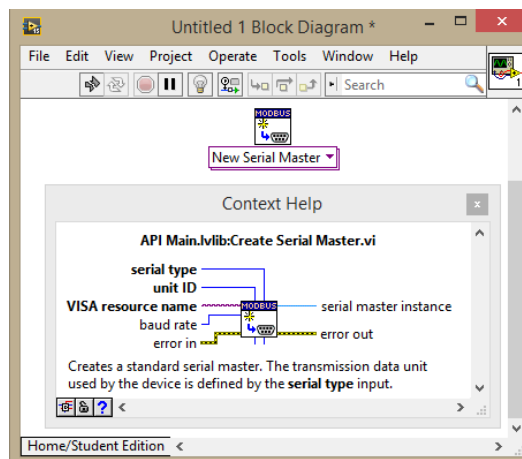 Untitled 1 Block Diagram *
File Edit View Project Operate Tools Window Help
Search
1
MODBUS
New Serial Master
Context Help
API Main.lvlib:Create Serial Master.vi
serial type
unit ID
VISA resource name
MODBUS
serial master instance
baud rate
error out
error in
Creates a standard serial master. The transmission data unit
used by the device is defined by the serial type input.
?
Home/Student Edition